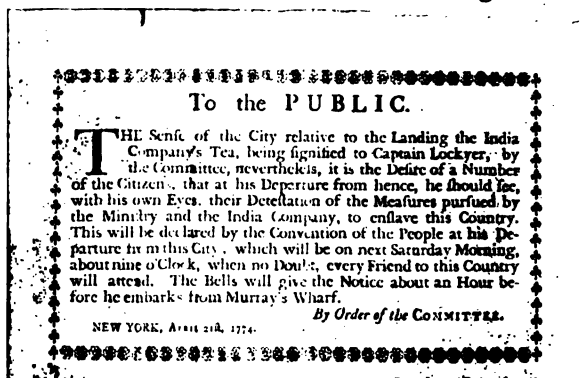 To the PUBLIC.
THE Sense of the City relative to the Landing the India
Company's Tea, being signified to Captain Lockyer, by
the Committee, nevertheless, it is the Desire of a Number
of the Citizens, that at his Deperture from hence, he should see,
with his own Eyes, their Detestation of the Measures pursued by
the Ministry and the India Company, to enslave this Country.
This will be declared by the Convention of the People at his De-
parture from this City, which will be on next Saturday Morning,
about nine o'Clock, when no Doubt, every Friend to this Country
will attend. The Bells will give the Notice about an Hour be-
fore he embarks from Murray's Wharf.
By Order of the COMMITTEE.
NEW YORK, April 21st, 1774.